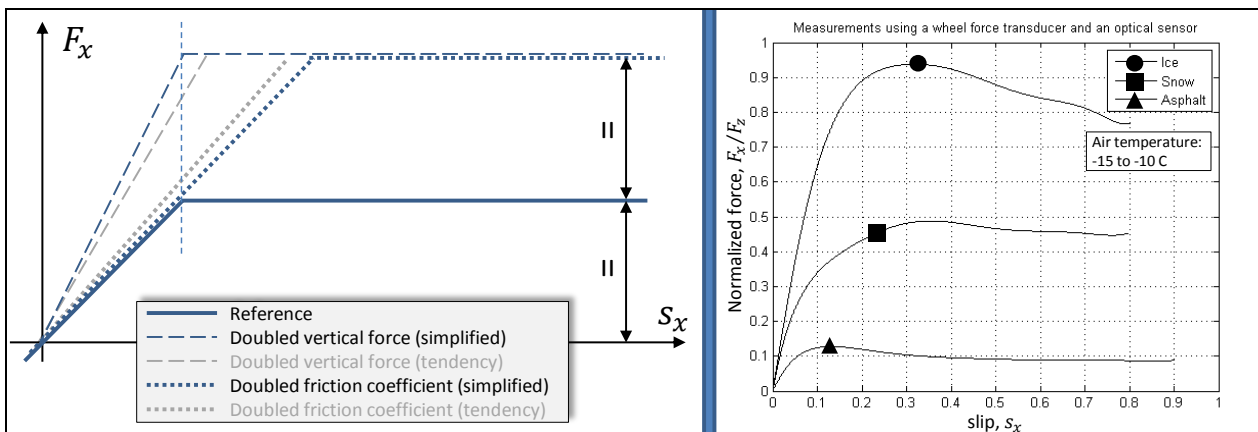 F_x
=
=
s_x
Reference
Doubled vertical force (simplified)
Doubled vertical force (tendency)
Doubled friction coefficient (simplified)
Doubled friction coefficient (tendency)
Measurements using a wheel force transducer and an optical sensor
Normalized force, F_x/F_z
1
0.9
0.8
0.7
0.6
0.5
0.4
0.3
0.2
0.1
0
Ice
Snow
Asphalt
Air temperature:
-15 to -10 C
0 0.1 0.2 0.3 0.4 0.5 0.6 0.7 0.8 0.9 1
slip, s_x